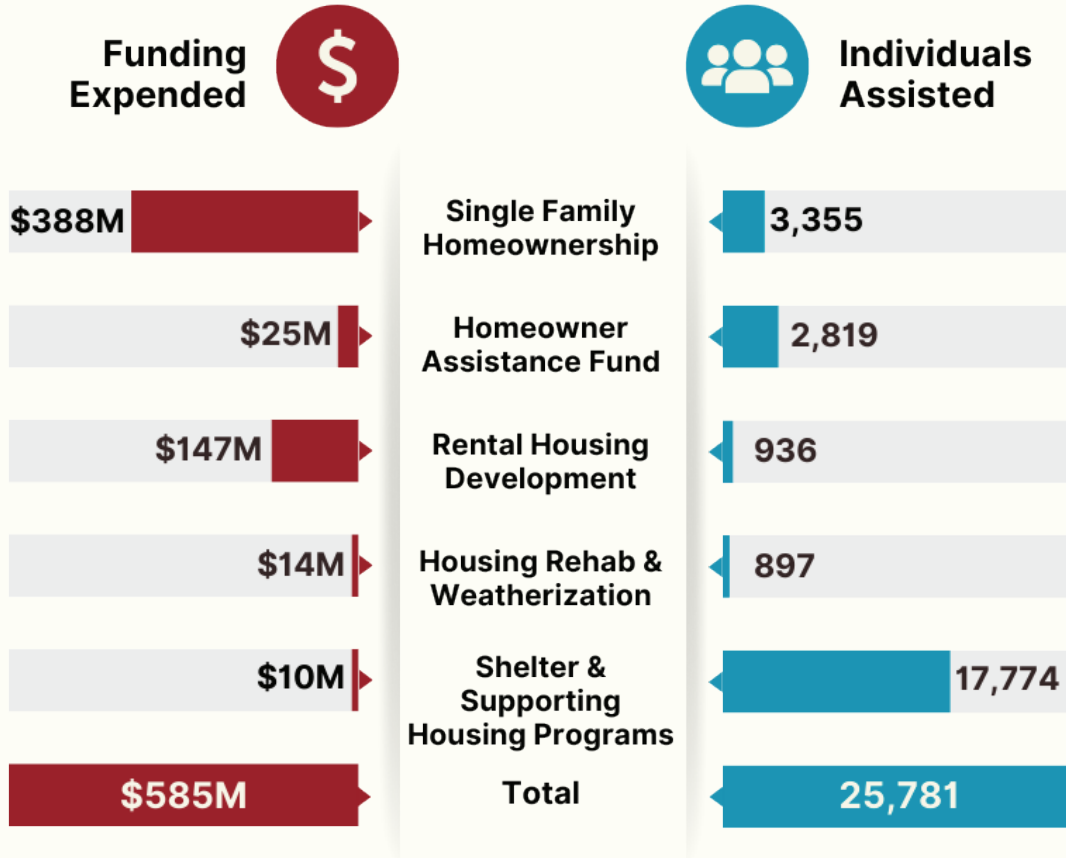 Funding
Expended
$
Individuals
Assisted
$388M
Single Family
Homeownership
3,355
$25M
Homeowner
Assistance Fund
2,819
$147M
Rental Housing
Development
936
$14M
Housing Rehab &
Weatherization
897
$10M
Shelter &
Supporting
Housing Programs
17,774
$585M
Total
25,781